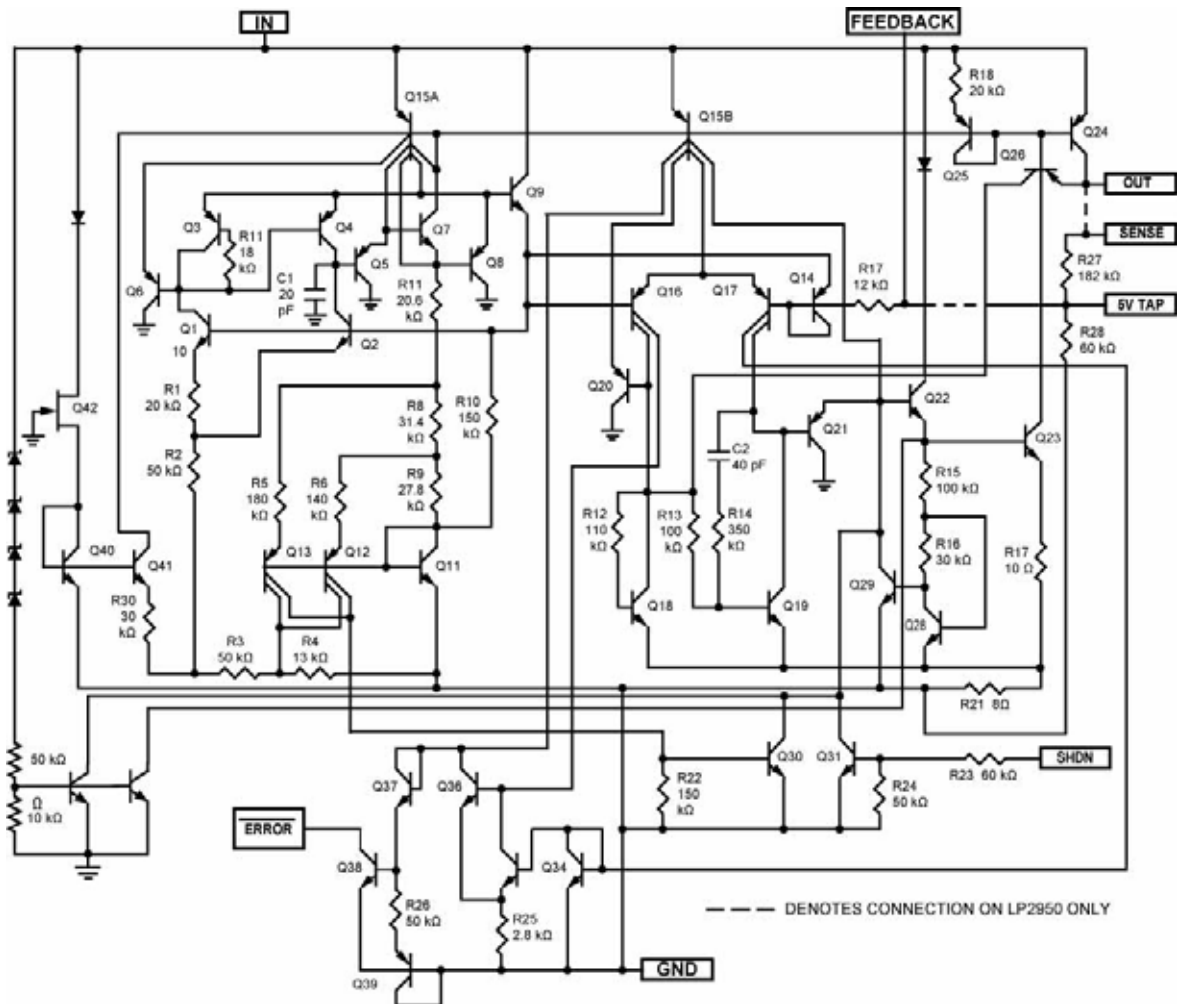 IN
FEEDBACK
R18
20 kΩ
Q15A
Q15B
Q24
Q26
Q25
OUT
Q9
Q3
Q4
Q7
R11
18
kΩ
Q5
Q8
Q6
C1
20
pF
R11
20.6
kΩ
Q1
10
Q2
Q16
Q17
Q14
R17
12 kΩ
SENSE
R27
182 kΩ
5V TAP
R28
60 kΩ
R1
20 kΩ
R8
31.4
kΩ
R10
150
kΩ
Q20
Q42
Q22
Q21
Q23
C2
40 pF
R2
50 kΩ
R5
180
kΩ
R6
140
kΩ
R9
27.8
kΩ
R15
100 kΩ
R12
110
kΩ
R13
100
kΩ
R14
350
kΩ
R16
30 kΩ
R17
10 Ω
Q40
Q41
Q13
Q12
Q11
Q29
Q18
Q19
Q28
R30
30
kΩ
R3
50 kΩ
R4
13 kΩ
R21 8Ω
50 kΩ
Ω
10 kΩ
Q37
Q36
R22
150
kΩ
Q30
Q31
R24
50 kΩ
R23 60 kΩ
SHDN
ERROR
Q38
Q34
R26
50 kΩ
R25
2.8 kΩ
DENOTES CONNECTION ON LP2950 ONLY
Q39
GND